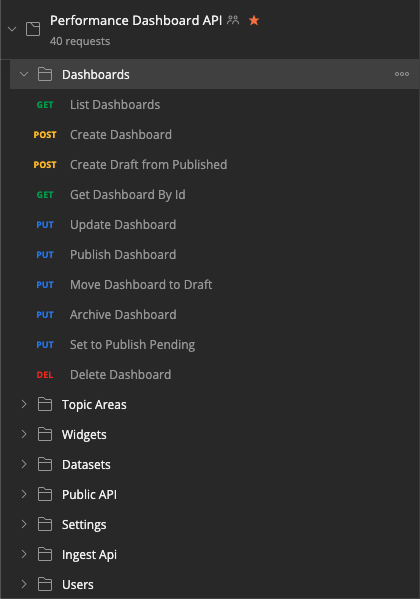 Performance Dashboard API
40 requests
Dashboards
GET List Dashboards
POST Create Dashboard
POST Create Draft from Published
GET Get Dashboard By Id
PUT Update Dashboard
PUT Publish Dashboard
PUT Move Dashboard to Draft
PUT Archive Dashboard
PUT Set to Publish Pending
DEL Delete Dashboard
Topic Areas
Widgets
Datasets
Public API
Settings
Ingest Api
Users